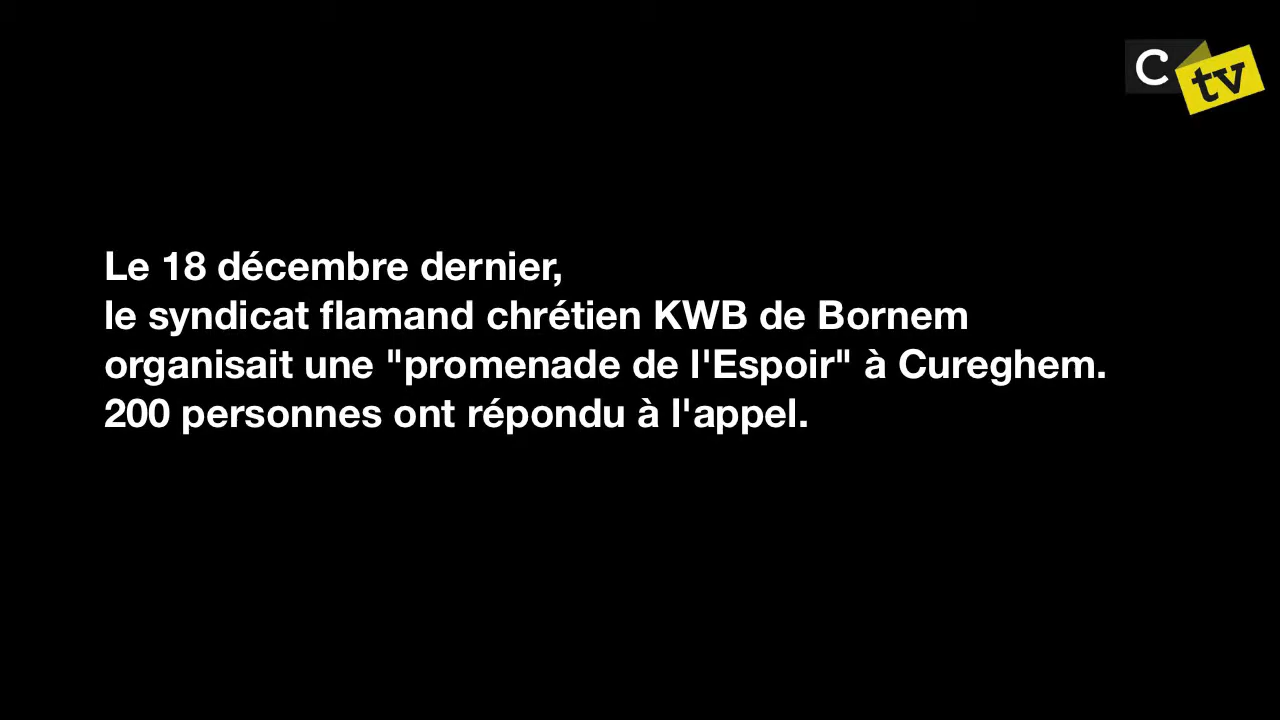 C tv
Le 18 décembre dernier,
le syndicat flamand chrétien KWB de Bornem
organisait une "promenade de l'Espoir" à Cureghem.
200 personnes ont répondu à l'appel.